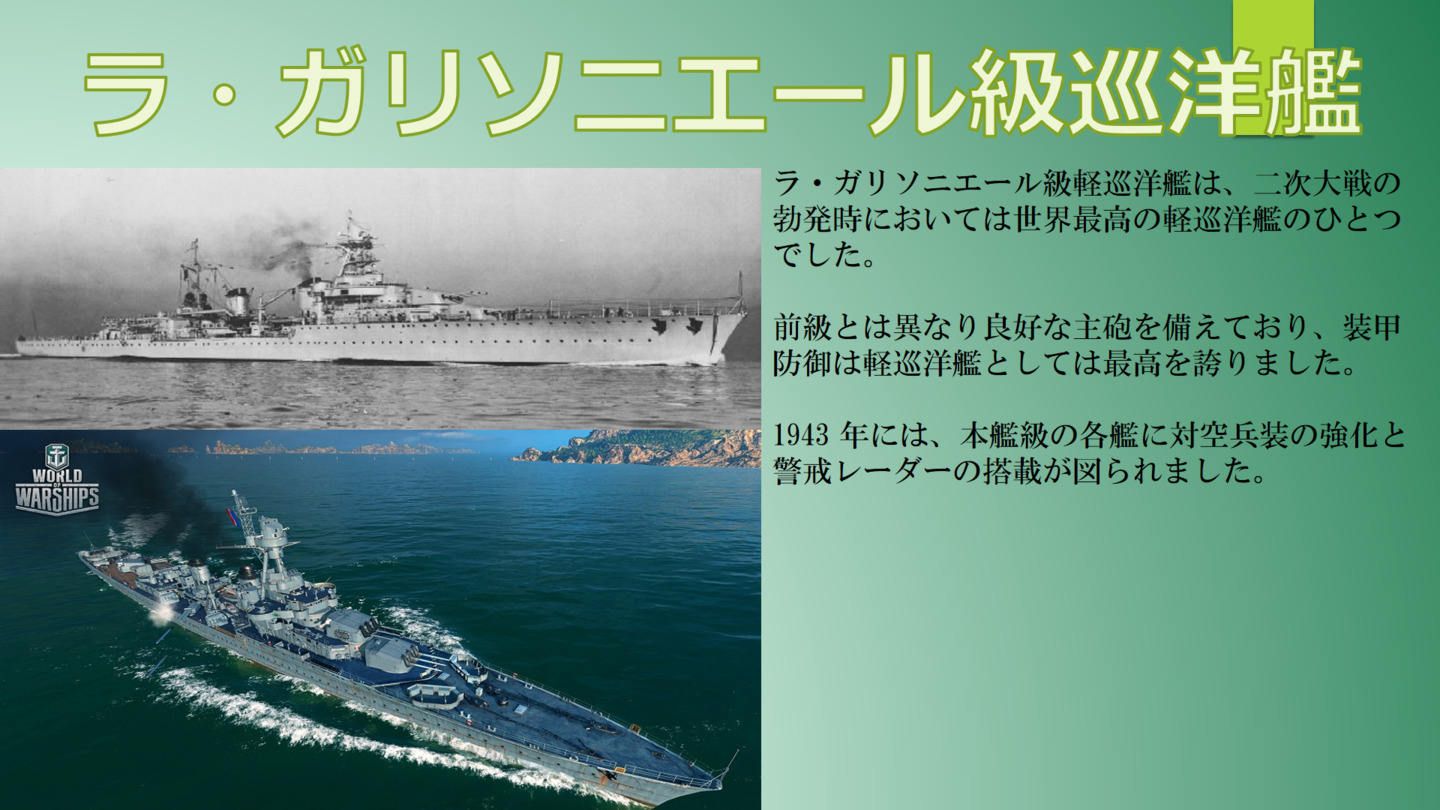 ラ・ガリソニエール級巡洋艦
ラ・ガリソニエール級軽巡洋艦は、二次大戦の
勃発時においては世界最高の軽巡洋艦のひとつ
でした。
前級とは異なり良好な主砲を備えており、装甲
防御は軽巡洋艦としては最高を誇りました。
1943 年には、本艦級の各艦に対空兵装の強化と
警戒レーダーの搭載が図られました。
WORLD
OF
WARSHIPS